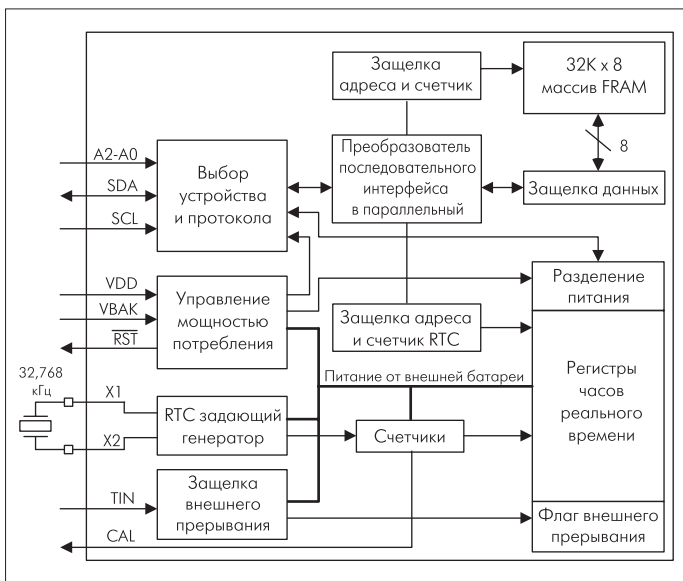 Защелка
адреса и счетчик
32К х 8
массив FRAM
8
A2-A0
SDA
SCL
Выбор
устройства
и протокола
Преобразователь
последовательного
интерфейса
в параллельный
Защелка данных
VDD
VBAK
RST
Управление
мощностью
потребления
Разделение
питания
Защелка адреса
и счетчик RTC
32,768
кГц
X1
X2
RTC задающий
генератор
Питание от внешней батареи
Счетчики
Регистры
часов
реального
времени
TIN
CAL
Защелка
внешнего
прерывания
Флаг внешнего
прерывания